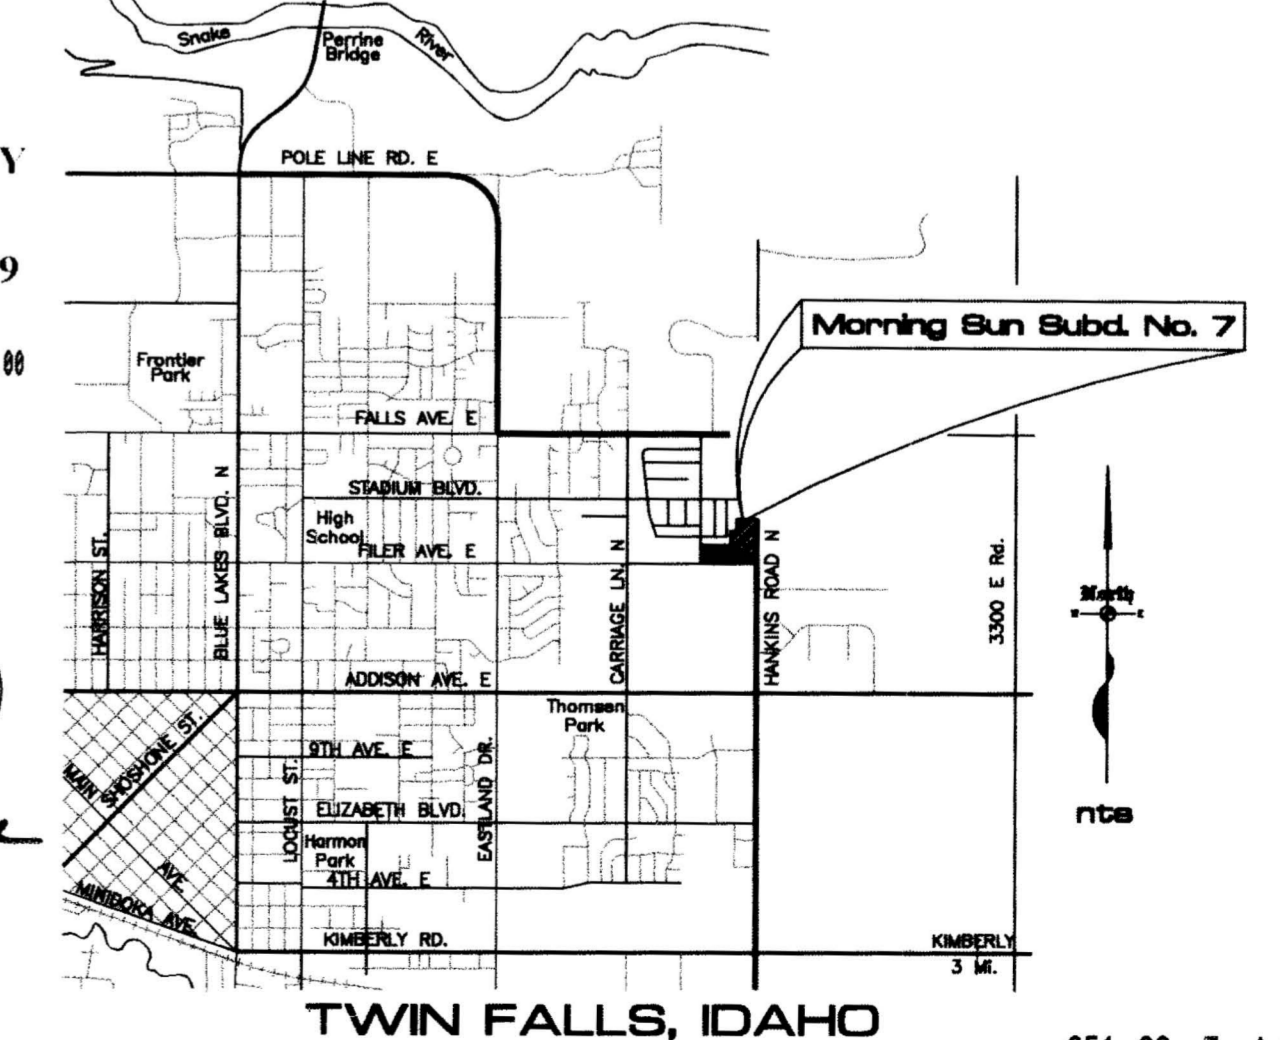 Snake
River
Perrine
Bridge
POLE LINE RD. E
Y
9
00
Morning Sun Subd. No. 7
Frontier
Park
FALLS AVE. E
STADIUM BLVD.
High
School
FILER AVE. E
HARRISON ST.
BLUE LAKES BLVD. N
CARRIAGE LN. N
HANKINS ROAD N
3300 E Rd.
North
W
E
ADDISON AVE. E
Thomsen
Park
SHOSHONE ST.
MAIN
AVE
9TH AVE. E
LOCUST ST.
EASTLAND DR.
ELIZABETH BLVD.
nts
Harmon
Park
4TH AVE. E
MINIDOKA AVE.
KIMBERLY RD.
KIMBERLY
3 Mi.
TWIN FALLS, IDAHO